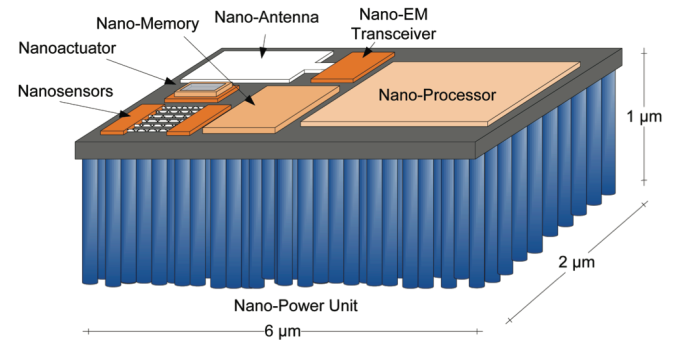 Nano-Antenna
Nano-EM
Transceiver
Nano-Memory
Nanoactuator
Nanosensors
Nano-Processor
1 µm
2 µm
Nano-Power Unit
6 µm